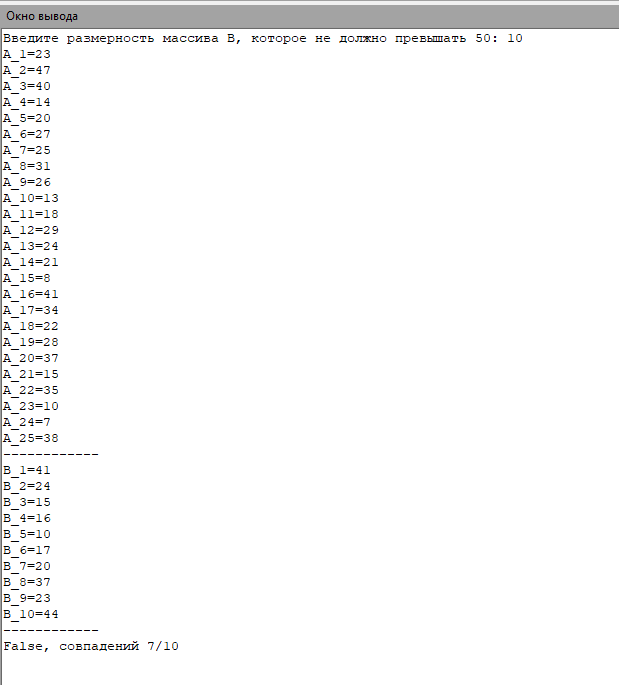 Окно вывода
Введите размерность массива B, которое не должно превышать 50: 10
A_1=23
A_2=47
A_3=40
A_4=14
A_5=20
A_6=27
A_7=25
A_8=31
A_9=26
A_10=13
A_11=18
A_12=29
A_13=24
A_14=21
A_15=8
A_16=41
A_17=34
A_18=22
A_19=28
A_20=37
A_21=15
A_22=35
A_23=10
A_24=7
A_25=38
------------
B_1=41
B_2=24
B_3=15
B_4=16
B_5=10
B_6=17
B_7=20
B_8=37
B_9=23
B_10=44
------------
False, совпадений 7/10